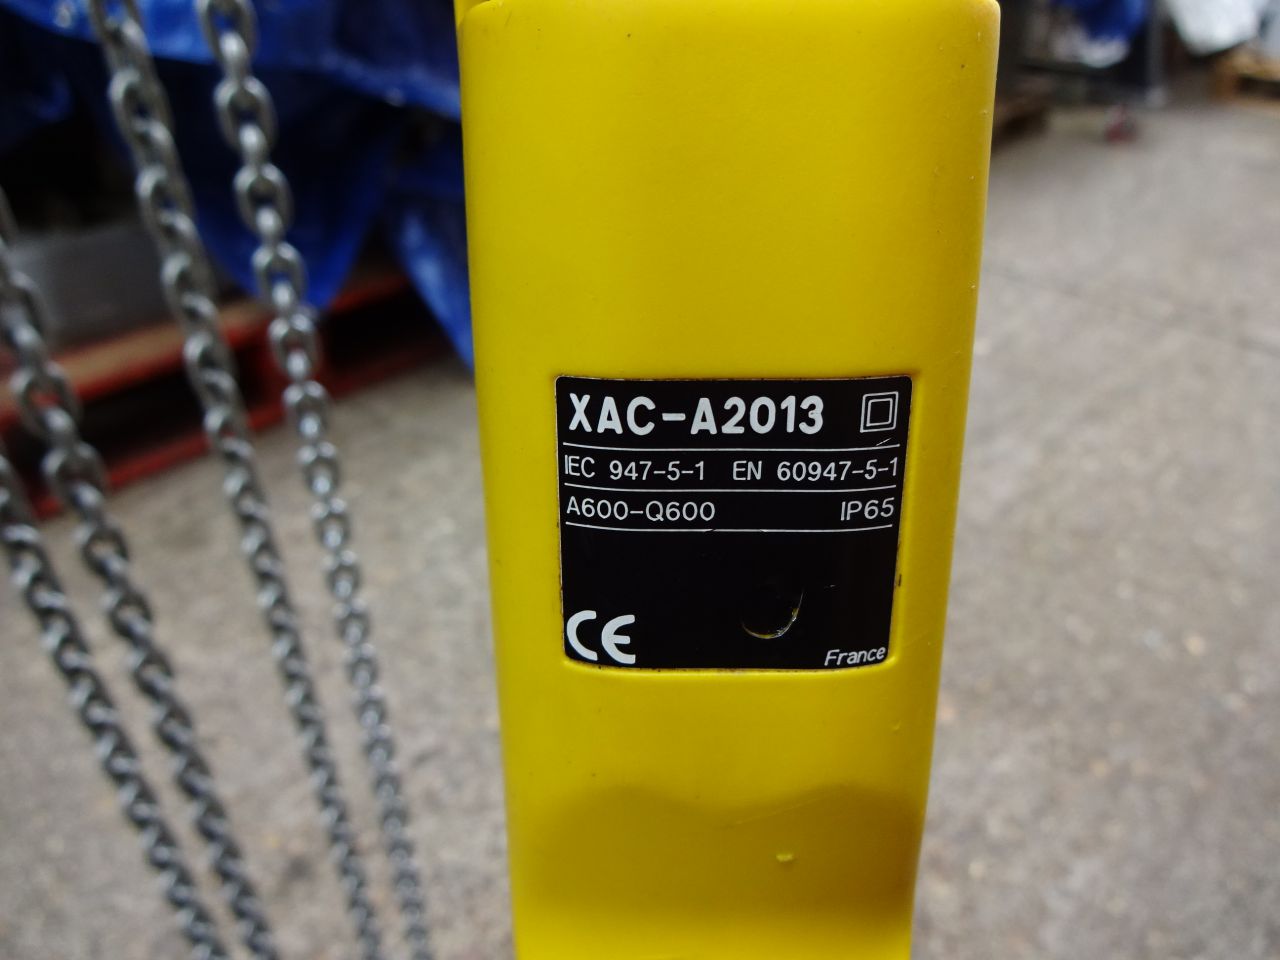 XAC-A2013
IEC 947-5-1 EN 60947-5-1
A600-Q600 IP65
CE
France